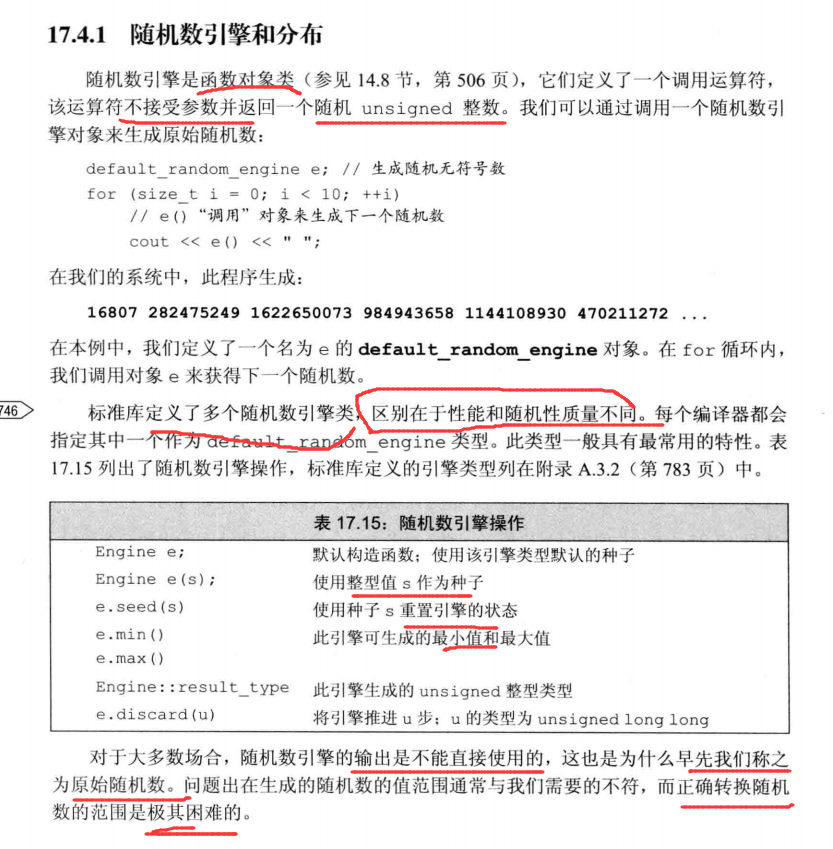 17.4.1 随机数引擎和分布
随机数引擎是函数对象类（参见 14.8 节，第 506 页），它们定义了一个调用运算符，
该运算符不接受参数并返回一个随机 unsigned 整数。我们可以通过调用一个随机数引
擎对象来生成原始随机数：
default_random_engine e; // 生成随机无符号数
for (size_t i = 0; i < 10; ++i)
// e() “调用”对象来生成下一个随机数
cout << e() << " ";
在我们的系统中，此程序生成：
16807 282475249 1622650073 984943658 1144108930 470211272 ...
在本例中，我们定义了一个名为 e 的 default_random_engine 对象。在 for 循环内，
我们调用对象 e 来获得下一个随机数。
746
标准库定义了多个随机数引擎类，区别在于性能和随机性质量不同。每个编译器都会
指定其中一个作为 default_random_engine 类型。此类型一般具有最常用的特性。表
17.15 列出了随机数引擎操作，标准库定义的引擎类型列在附录 A.3.2（第 783 页）中。
表 17.15：随机数引擎操作
Engine e; 默认构造函数；使用该引擎类型默认的种子
Engine e(s); 使用整型值 s 作为种子
e.seed(s) 使用种子 s 重置引擎的状态
e.min() 此引擎可生成的最小值和最大值
e.max()
Engine::result_type 此引擎生成的 unsigned 整型类型
e.discard(u) 将引擎推进 u 步；u 的类型为 unsigned long long
对于大多数场合，随机数引擎的输出是不能直接使用的，这也是为什么早先我们称之
为原始随机数。问题出在生成的随机数的值范围通常与我们需要的不符，而正确转换随机
数的范围是极其困难的。